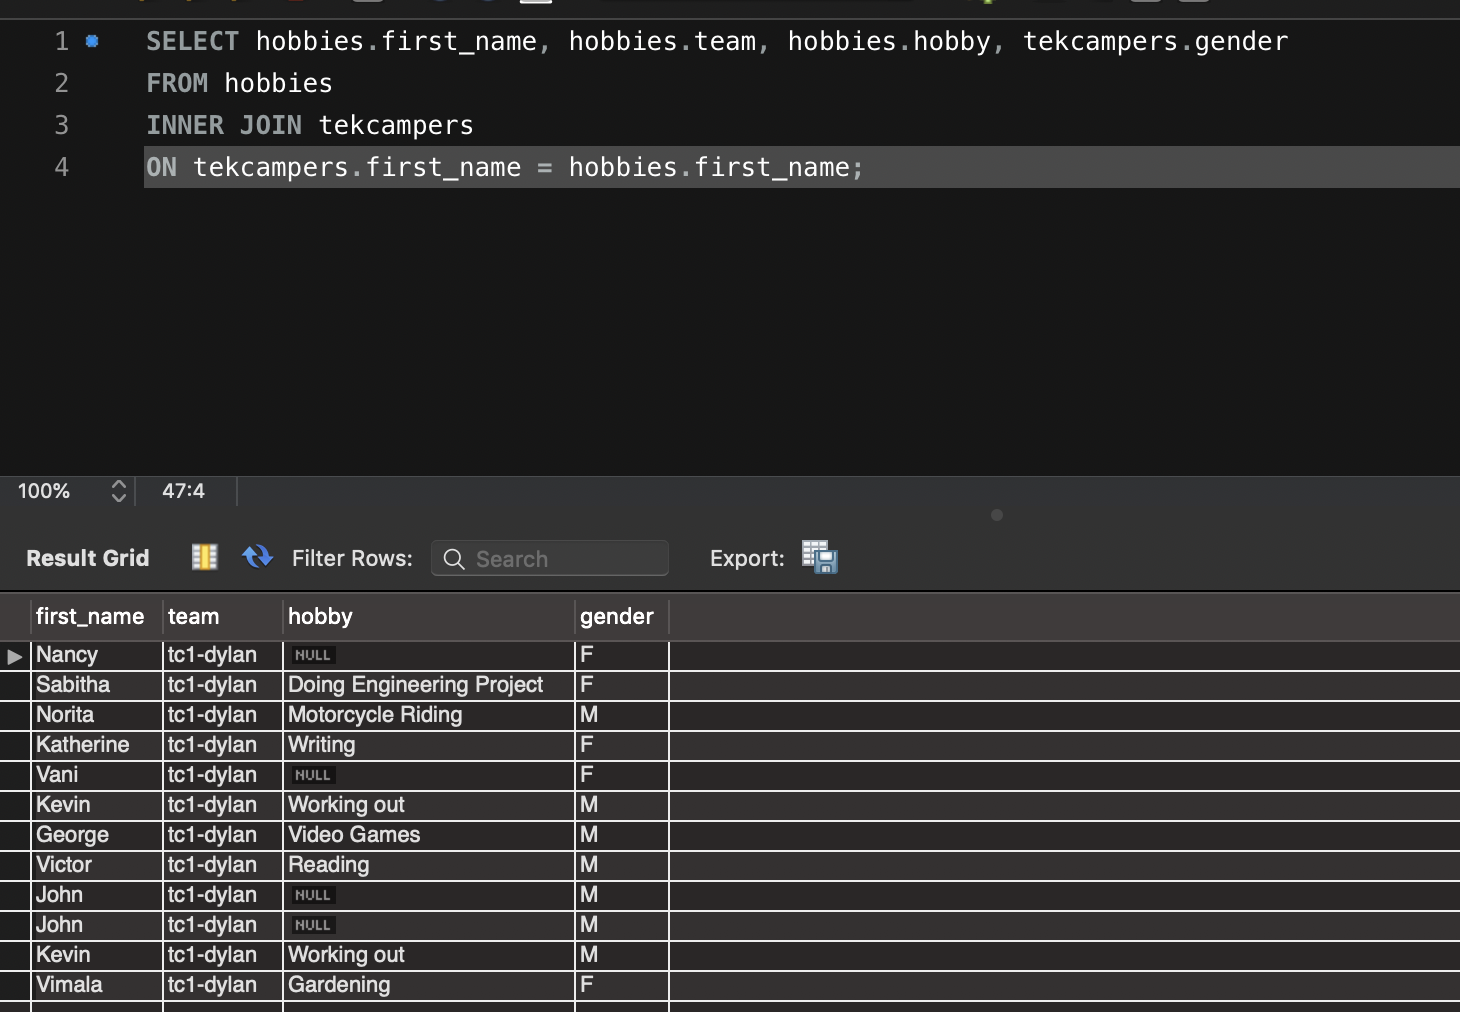 1 SELECT hobbies.first_name, hobbies.team, hobbies.hobby, tekcampers.gender
2 FROM hobbies
3 INNER JOIN tekcampers
4 ON tekcampers.first_name = hobbies.first_name;
100% 47:4
Result Grid Filter Rows: Search Export:
first_name team hobby gender
Nancy tc1-dylan NULL F
Sabitha tc1-dylan Doing Engineering Project F
Norita tc1-dylan Motorcycle Riding M
Katherine tc1-dylan Writing F
Vani tc1-dylan NULL F
Kevin tc1-dylan Working out M
George tc1-dylan Video Games M
Victor tc1-dylan Reading M
John tc1-dylan NULL M
John tc1-dylan NULL M
Kevin tc1-dylan Working out M
Vimala tc1-dylan Gardening F